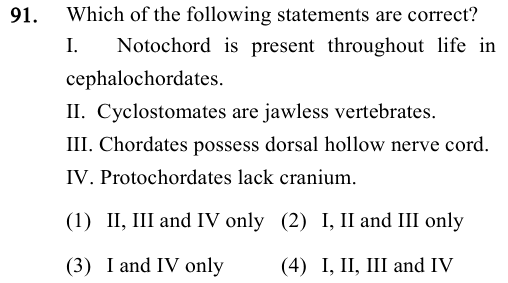 91. Which of the following statements are correct?
I. Notochord is present throughout life in
cephalochordates.
II. Cyclostomates are jawless vertebrates.
III. Chordates possess dorsal hollow nerve cord.
IV. Protochordates lack cranium.
(1) II, III and IV only (2) I, II and III only
(3) I and IV only (4) I, II, III and IV